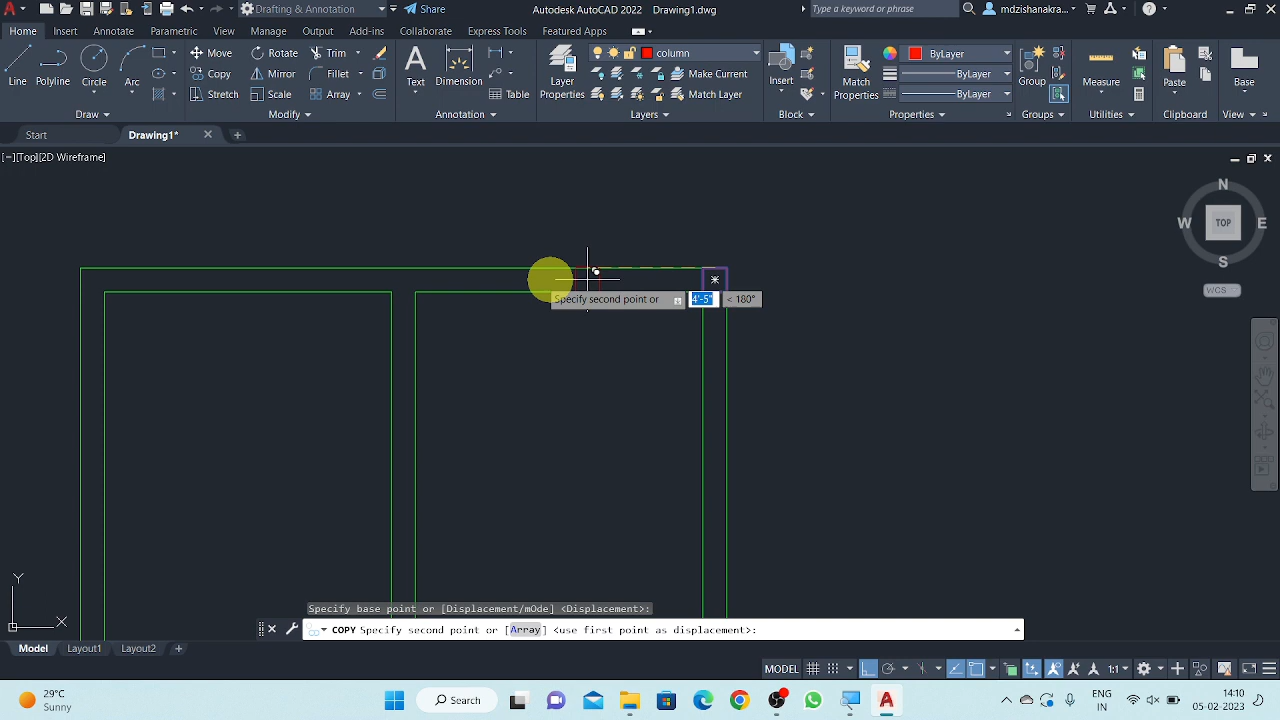 Drafting & Annotation
Share
Autodesk AutoCAD 2022 Drawing1.dwg
Type a keyword or phrase
mdzishanakra...
Home Insert Annotate Parametric View Manage Output Add-ins Collaborate Express Tools Featured Apps
Line Polyline Circle Arc
Move Rotate Trim
Copy Mirror Fillet
Stretch Scale Array
Text Dimension Table
Layer Properties
column
Make Current
Match Layer
Insert
Match Properties
ByLayer
ByLayer
ByLayer
Group Measure Paste Base
Draw Modify Annotation Layers Block Properties Groups Utilities Clipboard View
Start Drawing1* +
[−][Top][2D Wireframe]
N
W TOP E
S
WCS
Specify second point or 4'-5" < 180°
Y
X
Specify base point or [Displacement/mOde] <Displacement>:
COPY Specify second point or [Array] <use first point as displacement>:
Model Layout1 Layout2 +
MODEL 1:1
29°C
Sunny
Search
ENG
IN
14:10
05-02-2023